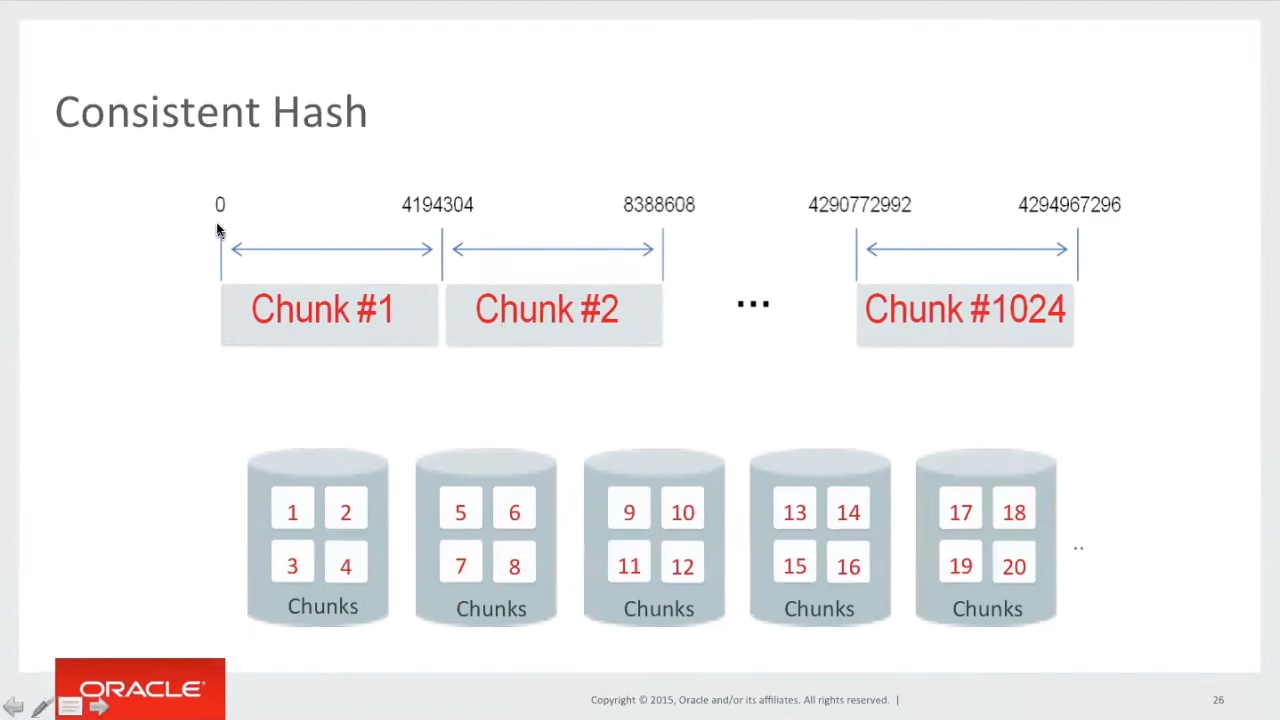 Consistent Hash
0 4194304 8388608 4290772992 4294967296
Chunk #1 Chunk #2 ... Chunk #1024
1 2 5 6 9 10 13 14 17 18
3 4 7 8 11 12 15 16 19 20 ..
Chunks Chunks Chunks Chunks Chunks
ORACLE®
Copyright © 2015, Oracle and/or its affiliates. All rights reserved. | 26